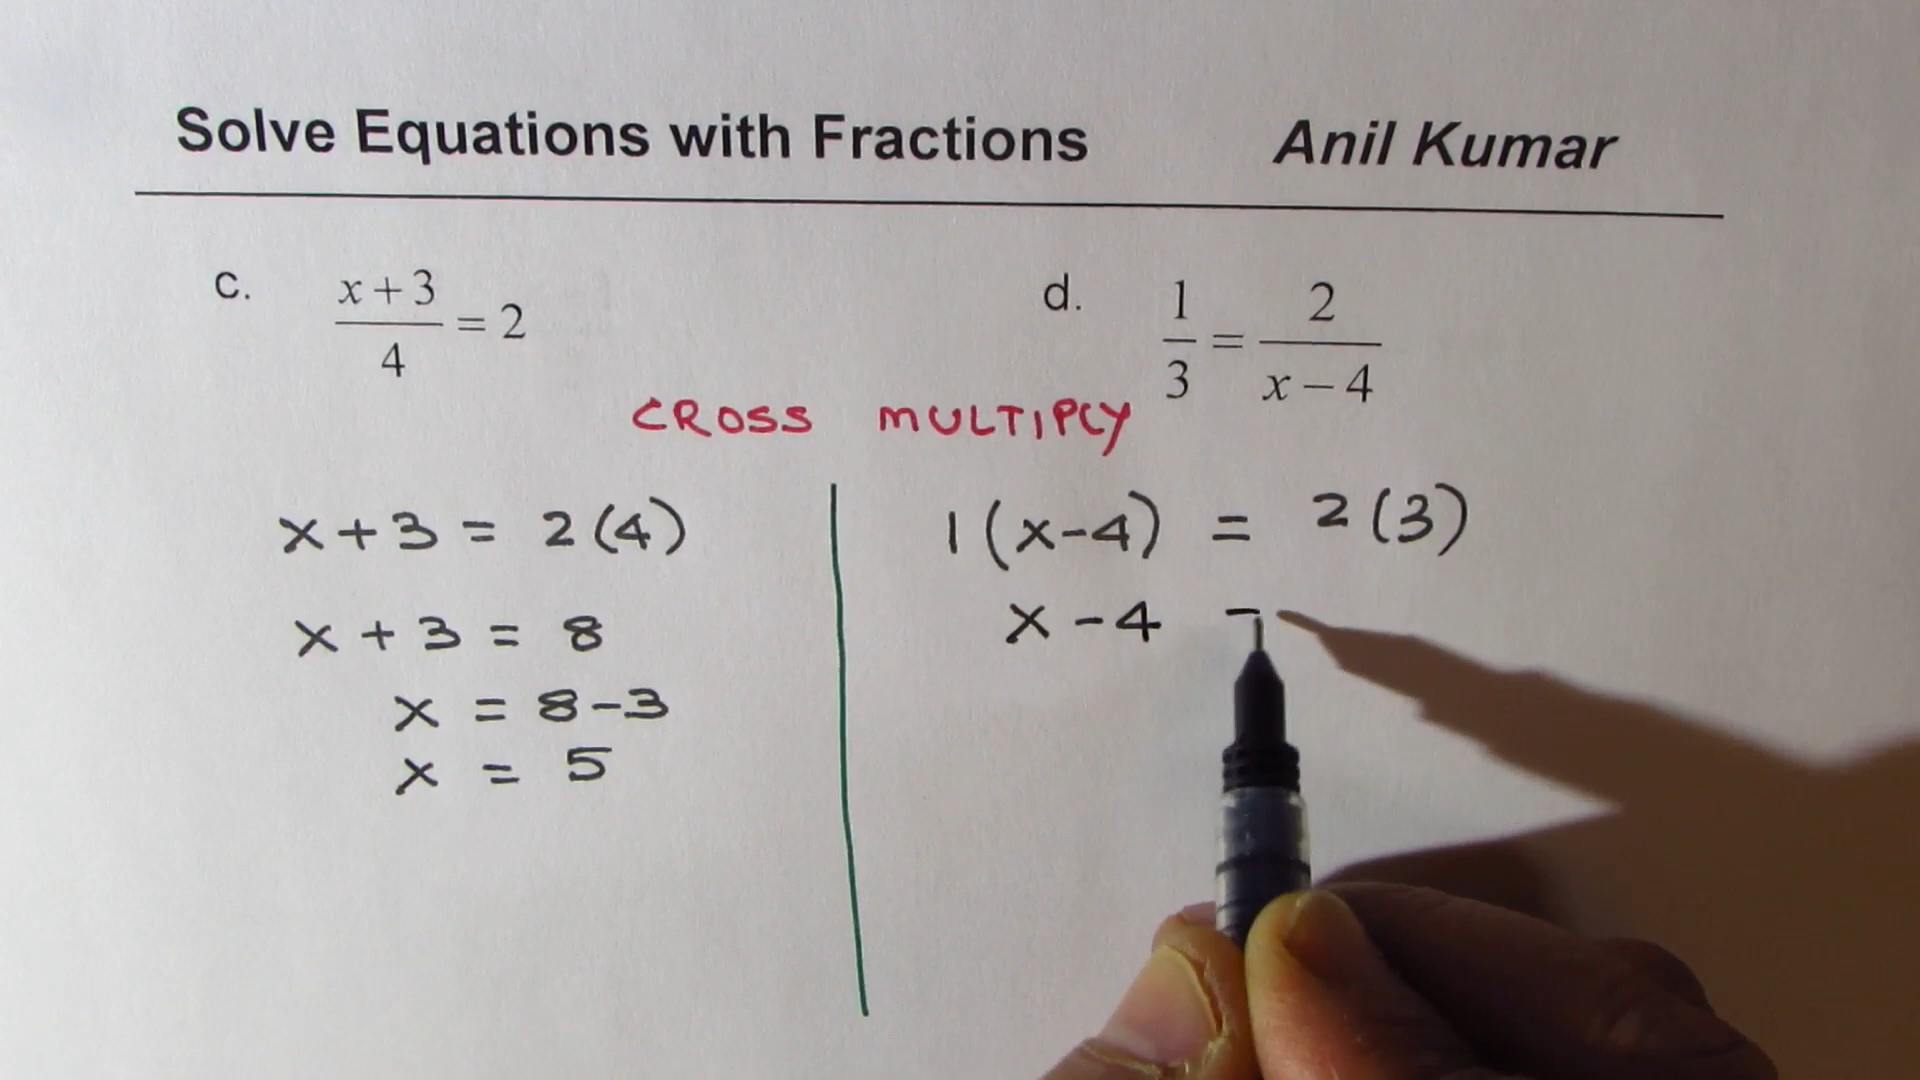 Solve Equations with Fractions Anil Kumar
c. x+3 / 4 = 2
d. 1/3 = 2 / x-4
CROSS MULTIPLY
x+3 = 2(4)
x+3 = 8
x = 8-3
x = 5
1(x-4) = 2(3)
x-4 =